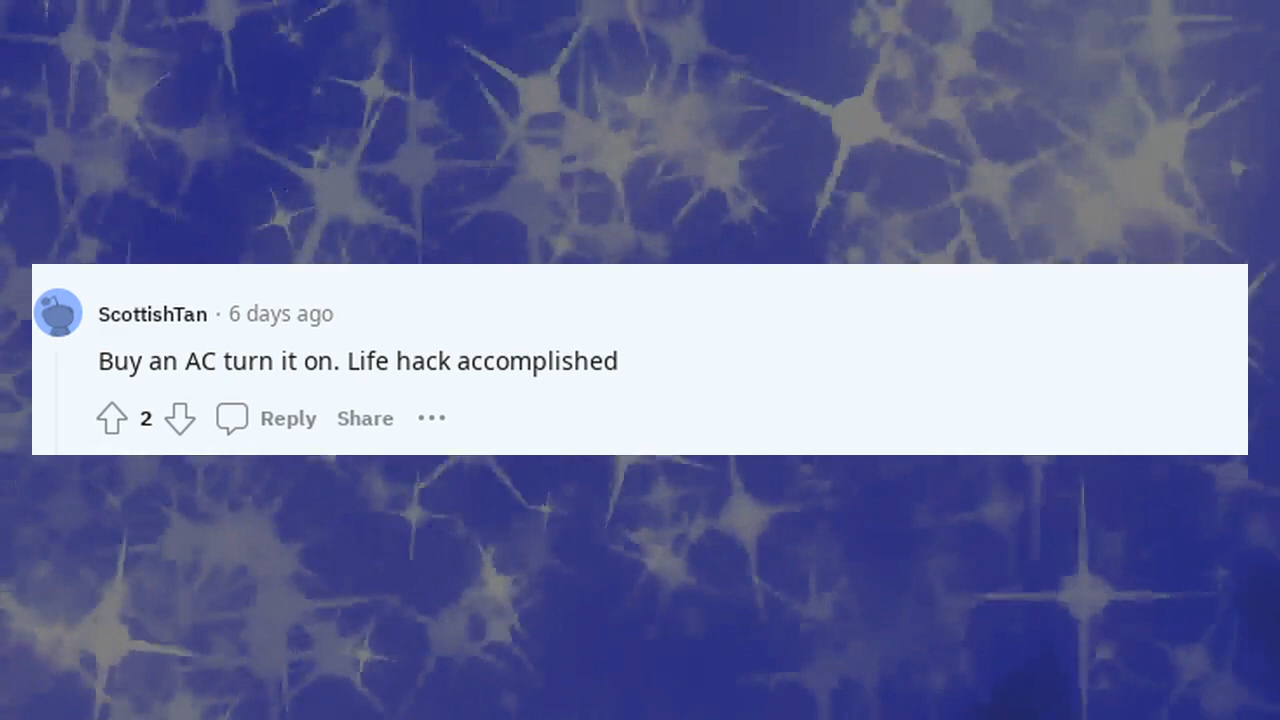 ScottishTan · 6 days ago
Buy an AC turn it on. Life hack accomplished
2 Reply Share ···